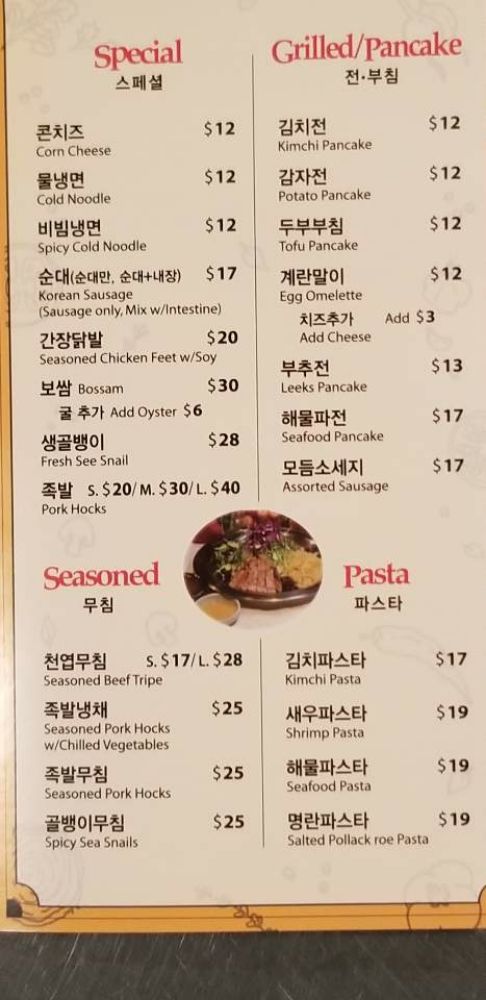 Special
스페셜
콘치즈 $12
Corn Cheese
물냉면 $12
Cold Noodle
비빔냉면 $12
Spicy Cold Noodle
순대(순대만, 순대+내장) $17
Korean Sausage
(Sausage only, Mix w/Intestine)
간장닭발 $20
Seasoned Chicken Feet w/Soy
보쌈 Bossam $30
굴 추가 Add Oyster $6
생골뱅이 $28
Fresh See Snail
족발 S. $20/ M. $30/ L. $40
Pork Hocks
Grilled/Pancake
전·부침
김치전 $12
Kimchi Pancake
감자전 $12
Potato Pancake
두부부침 $12
Tofu Pancake
계란말이 $12
Egg Omelette
치즈추가 Add $3
Add Cheese
부추전 $13
Leeks Pancake
해물파전 $17
Seafood Pancake
모듬소세지 $17
Assorted Sausage
Seasoned
무침
천엽무침 S. $17/ L. $28
Seasoned Beef Tripe
족발냉채 $25
Seasoned Pork Hocks
w/Chilled Vegetables
족발무침 $25
Seasoned Pork Hocks
골뱅이무침 $25
Spicy Sea Snails
Pasta
파스타
김치파스타 $17
Kimchi Pasta
새우파스타 $19
Shrimp Pasta
해물파스타 $19
Seafood Pasta
명란파스타 $19
Salted Pollack roe Pasta